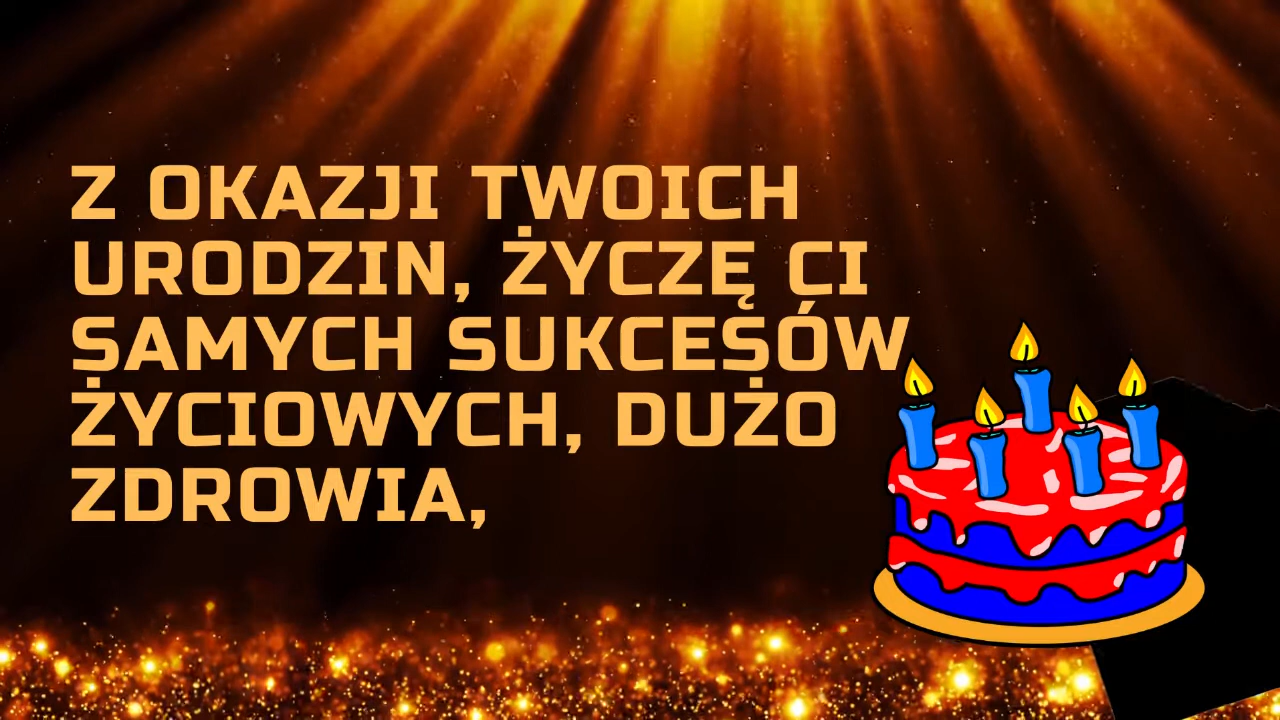 Z OKAZJI TWOICH
URODZIN, ŻYCZĘ CI
SAMYCH SUKCESÓW
ŻYCIOWYCH, DUŻO
ZDROWIA,